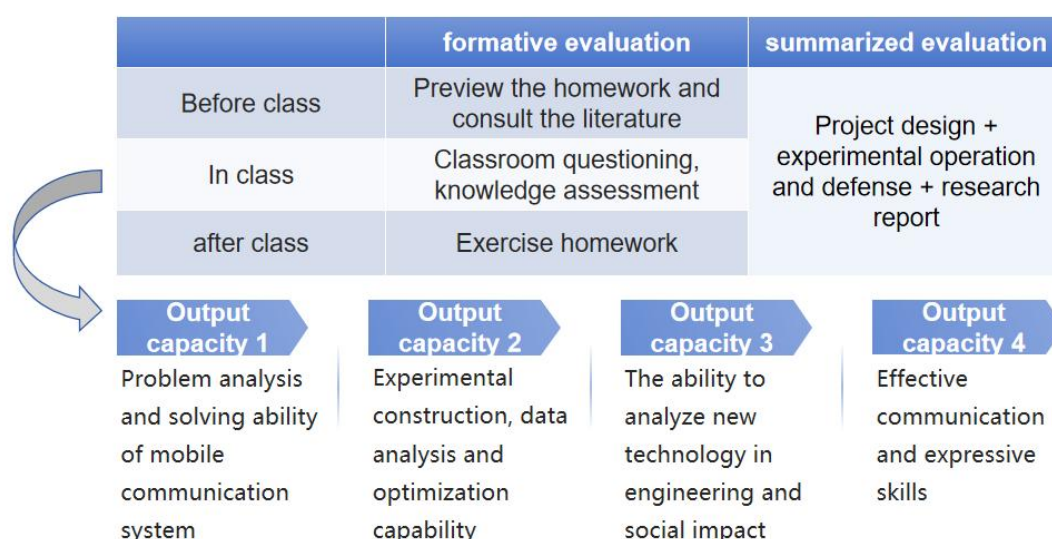 formative evaluation
summarized evaluation
Before class
Preview the homework and
consult the literature
In class
Classroom questioning,
knowledge assessment
after class
Exercise homework
Project design +
experimental operation
and defense + research
report
Output
capacity 1
Problem analysis
and solving ability
of mobile
communication
system
Output
capacity 2
Experimental
construction, data
analysis and
optimization
capability
Output
capacity 3
The ability to
analyze new
technology in
engineering and
social impact
Output
capacity 4
Effective
communication
and expressive
skills